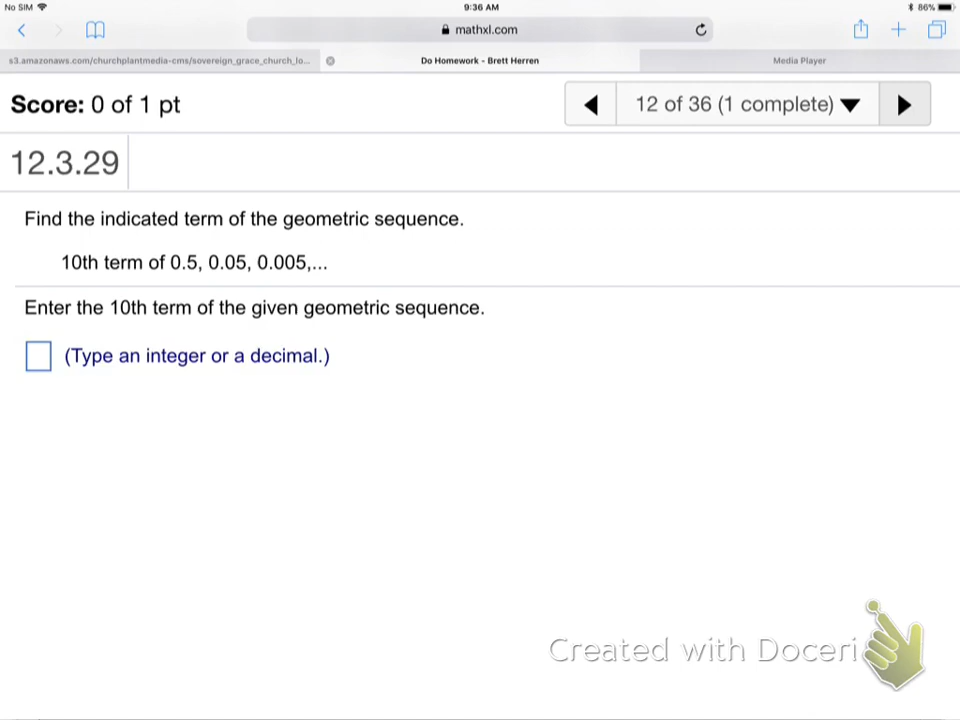 No SIM
9:36 AM
86%
mathxl.com
s3.amazonaws.com/churchplantmedia-cms/sovereign_grace_church_lo...
Do Homework - Brett Herren
Media Player
Score: 0 of 1 pt
12 of 36 (1 complete)
12.3.29
Find the indicated term of the geometric sequence.
10th term of 0.5, 0.05, 0.005,...
Enter the 10th term of the given geometric sequence.
(Type an integer or a decimal.)
Created with Doceri